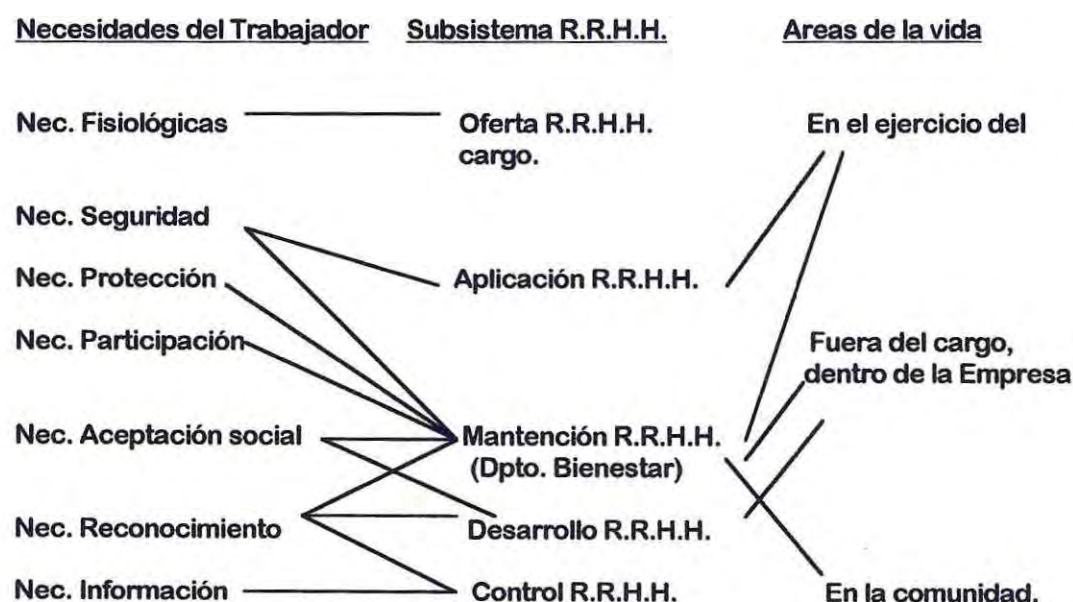 Necesidades del Trabajador Subsistema R.R.H.H. Areas de la vida
Nec. Fisiológicas Oferta R.R.H.H. En el ejercicio del
cargo.
Nec. Seguridad
Nec. Protección Aplicación R.R.H.H.
Nec. Participación Fuera del cargo,
dentro de la Empresa
Nec. Aceptación social Mantención R.R.H.H.
(Dpto. Bienestar)
Nec. Reconocimiento Desarrollo R.R.H.H.
Nec. Información Control R.R.H.H. En la comunidad.